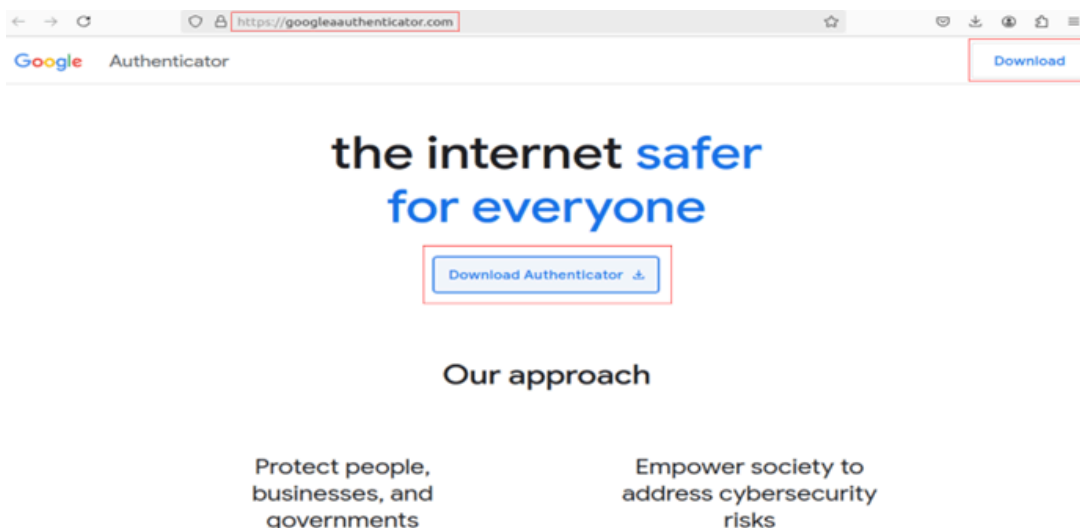 https://googleaauthenticator.com
Google Authenticator Download
the internet safer
for everyone
Download Authenticator
Our approach
Protect people,
businesses, and
governments
Empower society to
address cybersecurity
risks